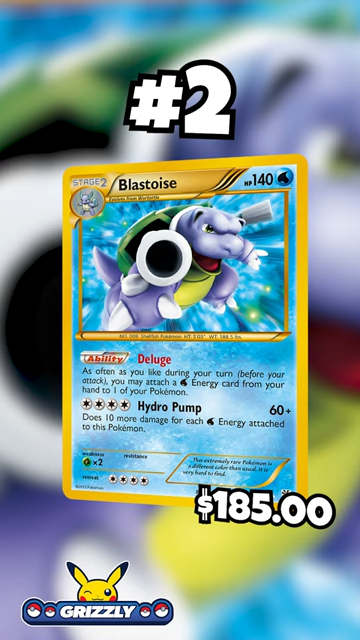 #2
STAGE2 Blastoise HP140
Evolves from Wartortle
NO. 009 Shellfish Pokémon HT: 5'03" WT: 188.5 lbs.
Ability Deluge
As often as you like during your turn (before your
attack), you may attach a Energy card from your
hand to 1 of your Pokémon.
Hydro Pump 60+
Does 10 more damage for each Energy attached
to this Pokémon.
weakness resistance
×2
This extremely rare Pokémon is
a different color than usual. It is
very hard to find.
retreat
$185.00
GRIZZLY